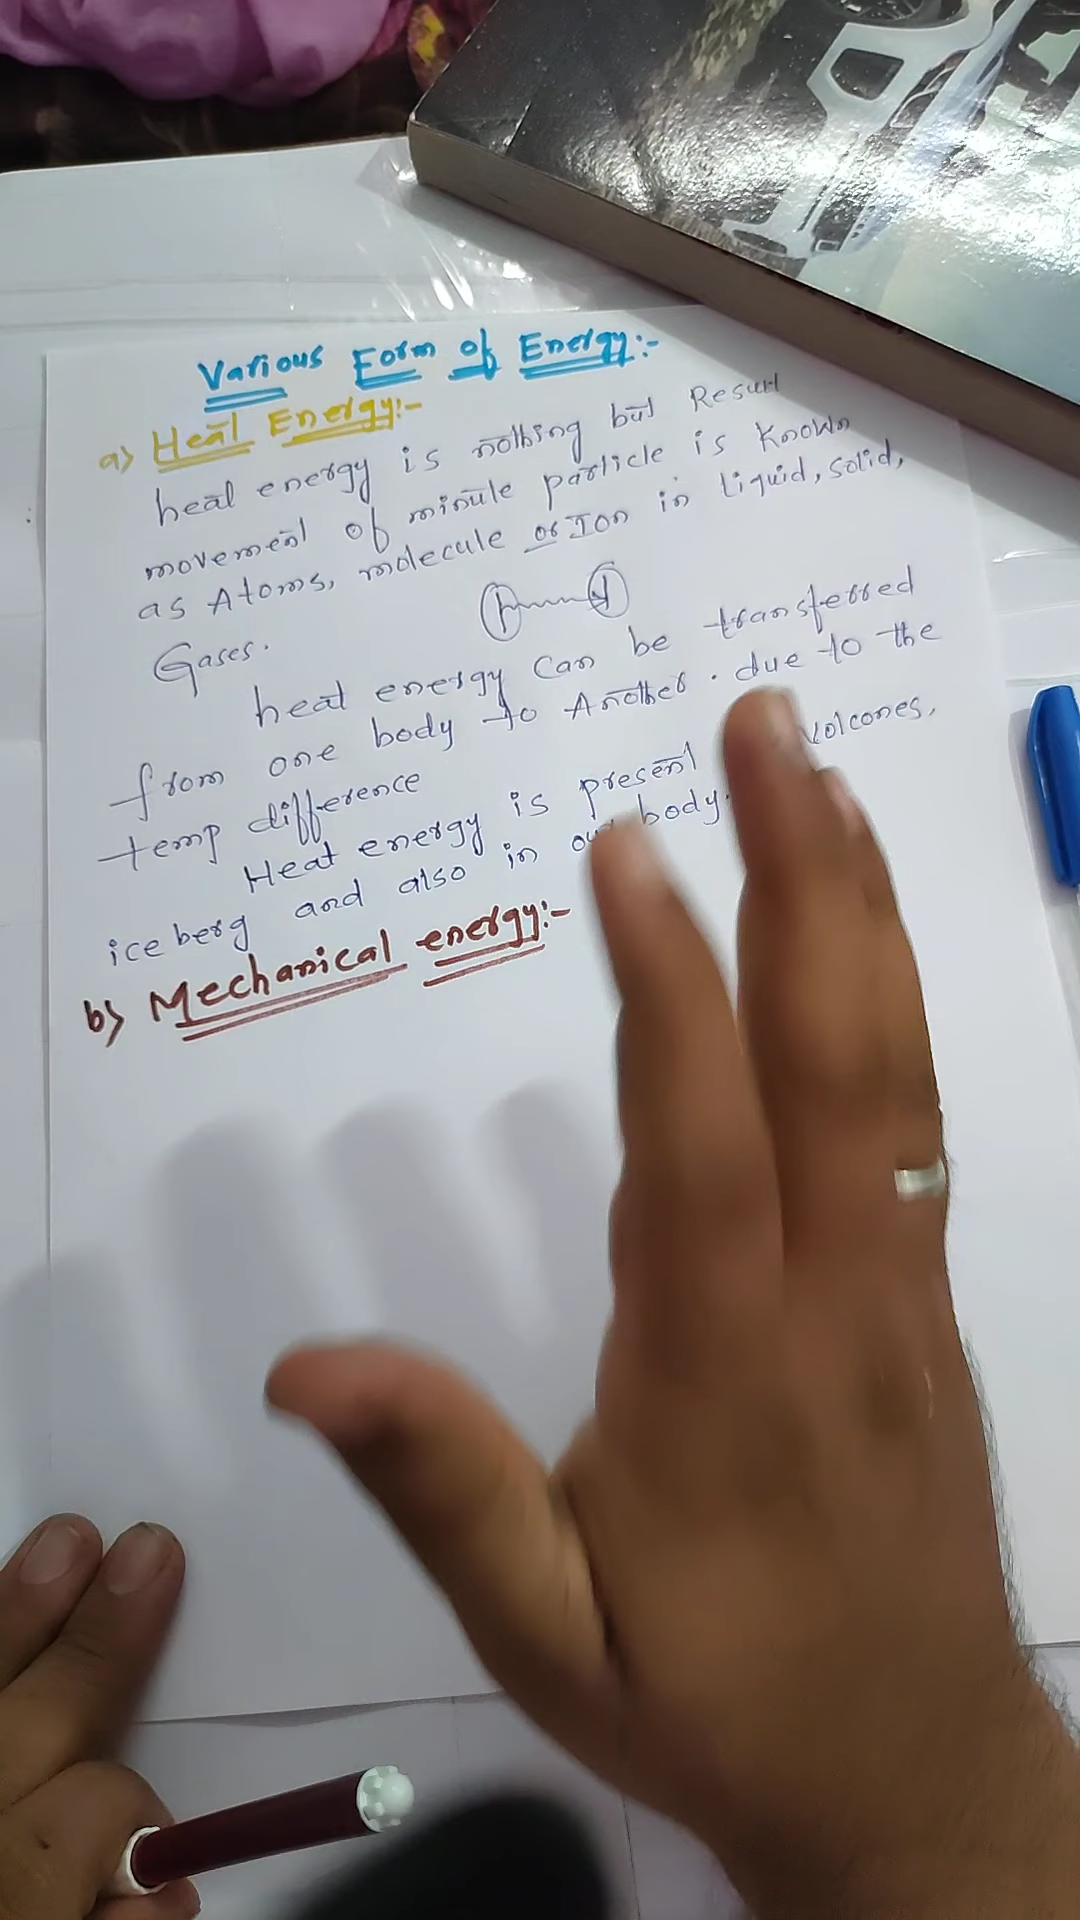 Various Form of Energy:-
a) Heat Energy:-
heat energy is nothing but Result
movement of minute particle is known
as Atoms, molecule or Ion in liquid, solid,
Gases.
heat energy can be transferred
from one body to Another. due to the
temp difference
Heat energy is present volcones,
ice berg and also in our body.
b) Mechanical energy:-